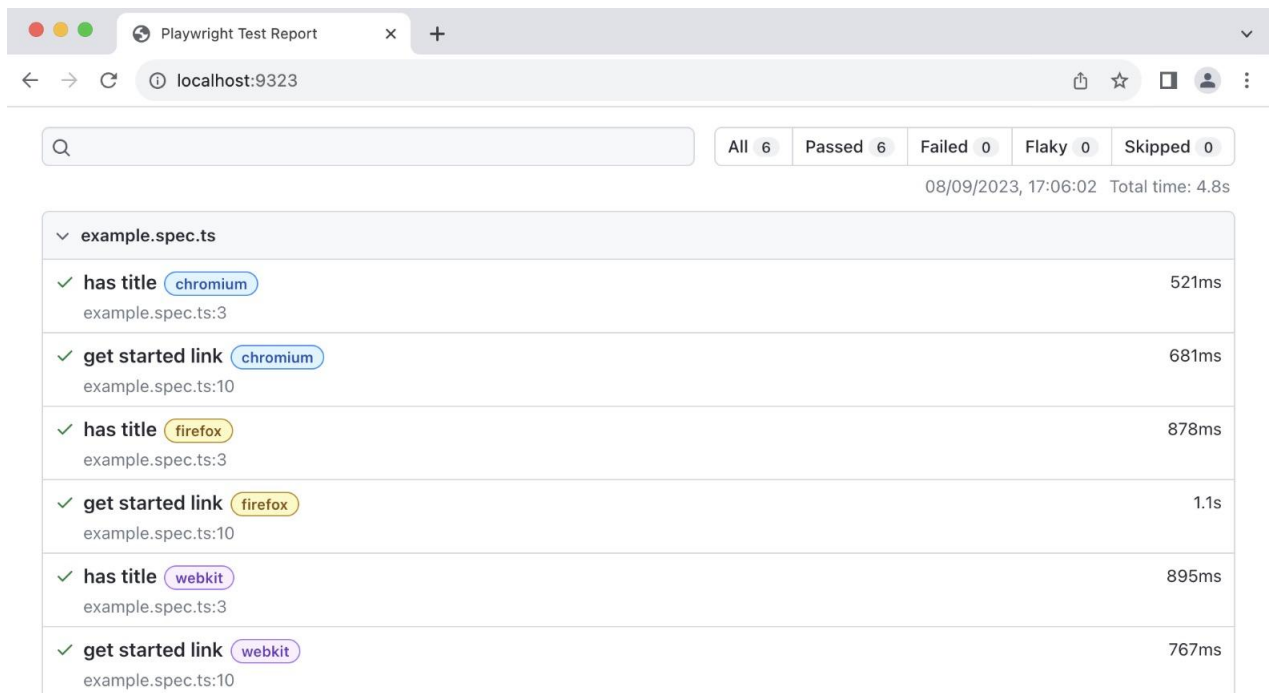 Playwright Test Report
localhost:9323
All 6 Passed 6 Failed 0 Flaky 0 Skipped 0
08/09/2023, 17:06:02 Total time: 4.8s
example.spec.ts
has title chromium 521ms
example.spec.ts:3
get started link chromium 681ms
example.spec.ts:10
has title firefox 878ms
example.spec.ts:3
get started link firefox 1.1s
example.spec.ts:10
has title webkit 895ms
example.spec.ts:3
get started link webkit 767ms
example.spec.ts:10